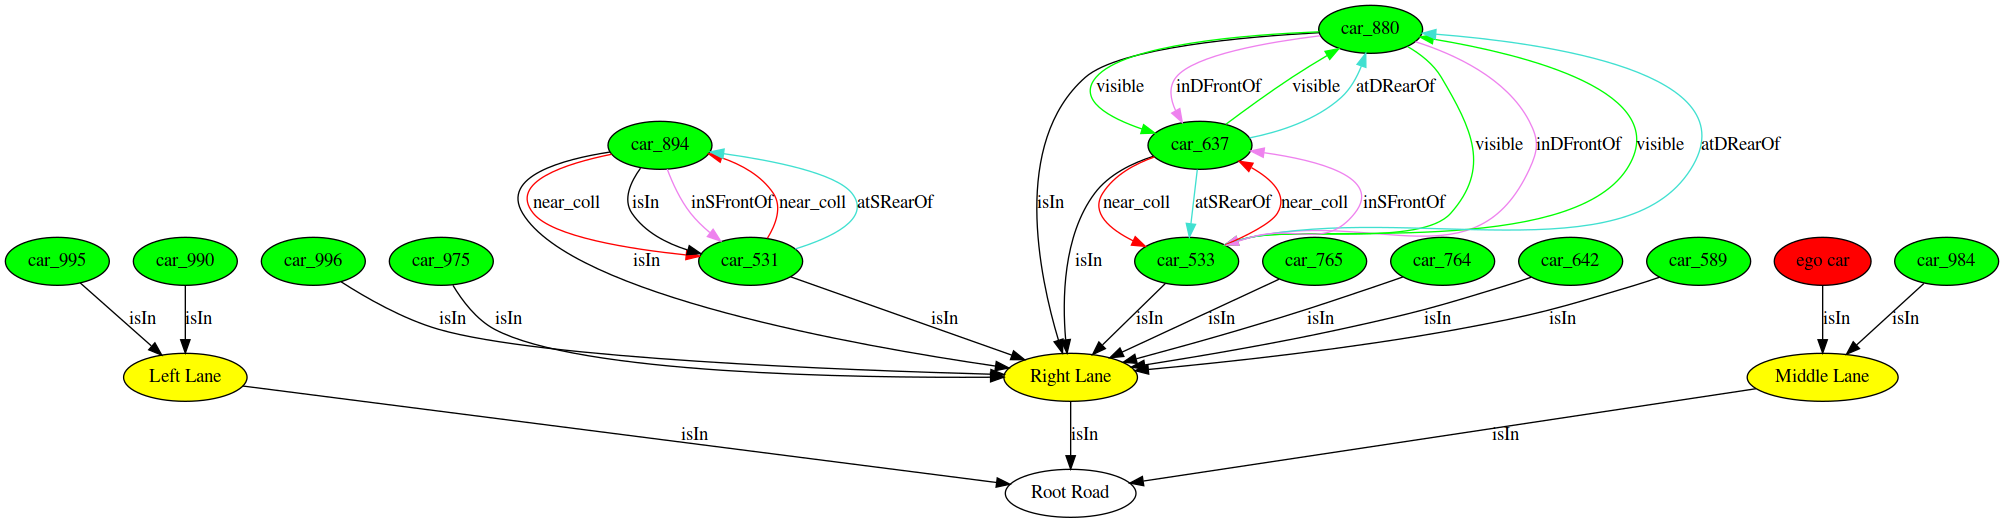 car_880
visible
inDFrontOf
visible
atDRearOf
car_894
car_637
visible
inDFrontOf
visible
atDRearOf
near_coll
isIn
inSFrontOf
near_coll
atSRearOf
isIn
near_coll
atSRearOf
near_coll
inSFrontOf
car_995
car_990
car_996
car_975
isIn
car_531
isIn
car_533
car_765
car_764
car_642
car_589
ego car
car_984
isIn
isIn
isIn
isIn
isIn
isIn
isIn
isIn
isIn
isIn
isIn
isIn
Left Lane
Right Lane
Middle Lane
isIn
isIn
isIn
Root Road